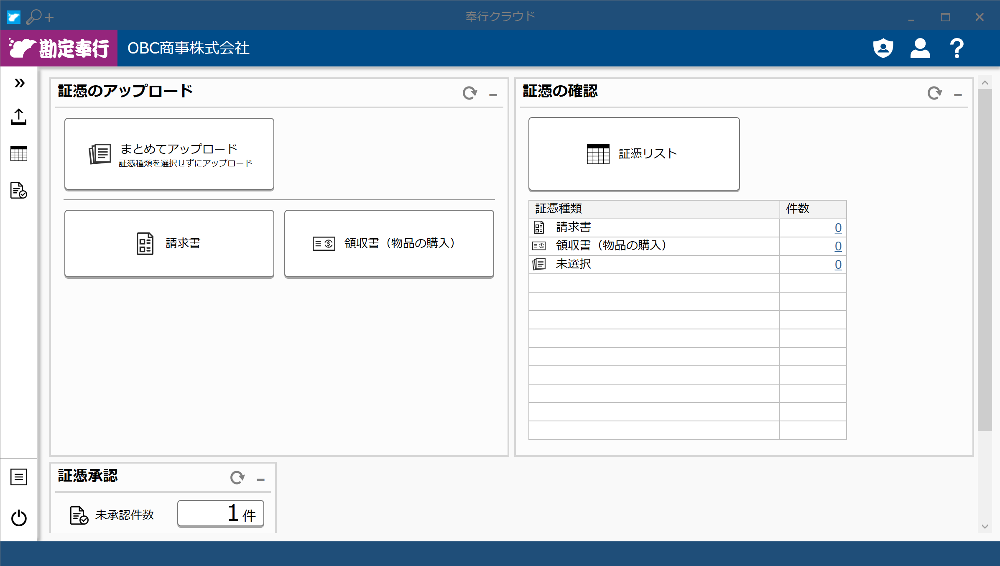 奉行クラウド
勘定奉行
OBC商事株式会社
証憑のアップロード
まとめてアップロード
証憑種類を選択せずにアップロード
請求書
領収書（物品の購入）
証憑の確認
証憑リスト
証憑種類 件数
請求書 0
領収書（物品の購入） 0
未選択 0
証憑承認
未承認件数 1件